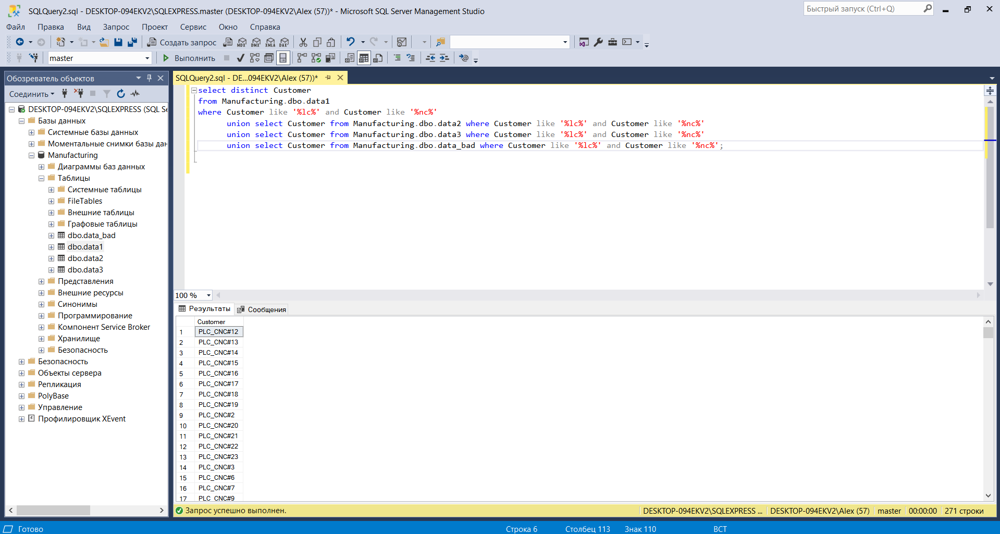 SQLQuery2.sql - DESKTOP-094EKV2\SQLEXPRESS.master (DESKTOP-094EKV2\Alex (57))* - Microsoft SQL Server Management Studio
Быстрый запуск (Ctrl+Q)
Файл Правка Вид Запрос Проект Сервис Окно Справка
Создать запрос MDX DMX XMLA DAX
master Выполнить
Обозреватель объектов
SQLQuery2.sql - DE...094EKV2\Alex (57))*
Соединить
DESKTOP-094EKV2\SQLEXPRESS (SQL Se
Базы данных
Системные базы данных
Моментальные снимки базы дан
Manufacturing
Диаграммы баз данных
Таблицы
Системные таблицы
FileTables
Внешние таблицы
Графовые таблицы
dbo.data_bad
dbo.data1
dbo.data2
dbo.data3
Представления
Внешние ресурсы
Синонимы
Программирование
Компонент Service Broker
Хранилище
Безопасность
Безопасность
Объекты сервера
Репликация
PolyBase
Управление
Профилировщик XEvent
select distinct Customer
from Manufacturing.dbo.data1
where Customer like '%lc%' and Customer like '%nc%'
union select Customer from Manufacturing.dbo.data2 where Customer like '%lc%' and Customer like '%nc%'
union select Customer from Manufacturing.dbo.data3 where Customer like '%lc%' and Customer like '%nc%'
union select Customer from Manufacturing.dbo.data_bad where Customer like '%lc%' and Customer like '%nc%';
100 %
Результаты Сообщения
Customer
1 PLC_CNC#12
2 PLC_CNC#13
3 PLC_CNC#14
4 PLC_CNC#15
5 PLC_CNC#16
6 PLC_CNC#17
7 PLC_CNC#18
8 PLC_CNC#19
9 PLC_CNC#2
10 PLC_CNC#20
11 PLC_CNC#21
12 PLC_CNC#22
13 PLC_CNC#23
14 PLC_CNC#3
15 PLC_CNC#6
16 PLC_CNC#7
17 PLC_CNC#9
Запрос успешно выполнен. DESKTOP-094EKV2\SQLEXPRESS ... DESKTOP-094EKV2\Alex (57) master 00:00:00 271 строки
Готово Строка 6 Столбец 113 Знак 110 ВСТ